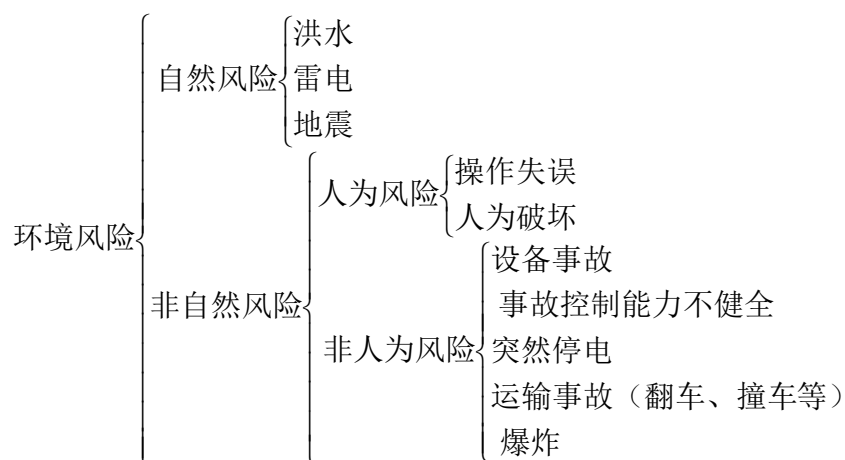 洪水
自然风险
雷电
地震
操作失误
人为风险
人为破坏
环境风险
设备事故
非自然风险
事故控制能力不健全
非人为风险
突然停电
运输事故（翻车、撞车等）
爆炸